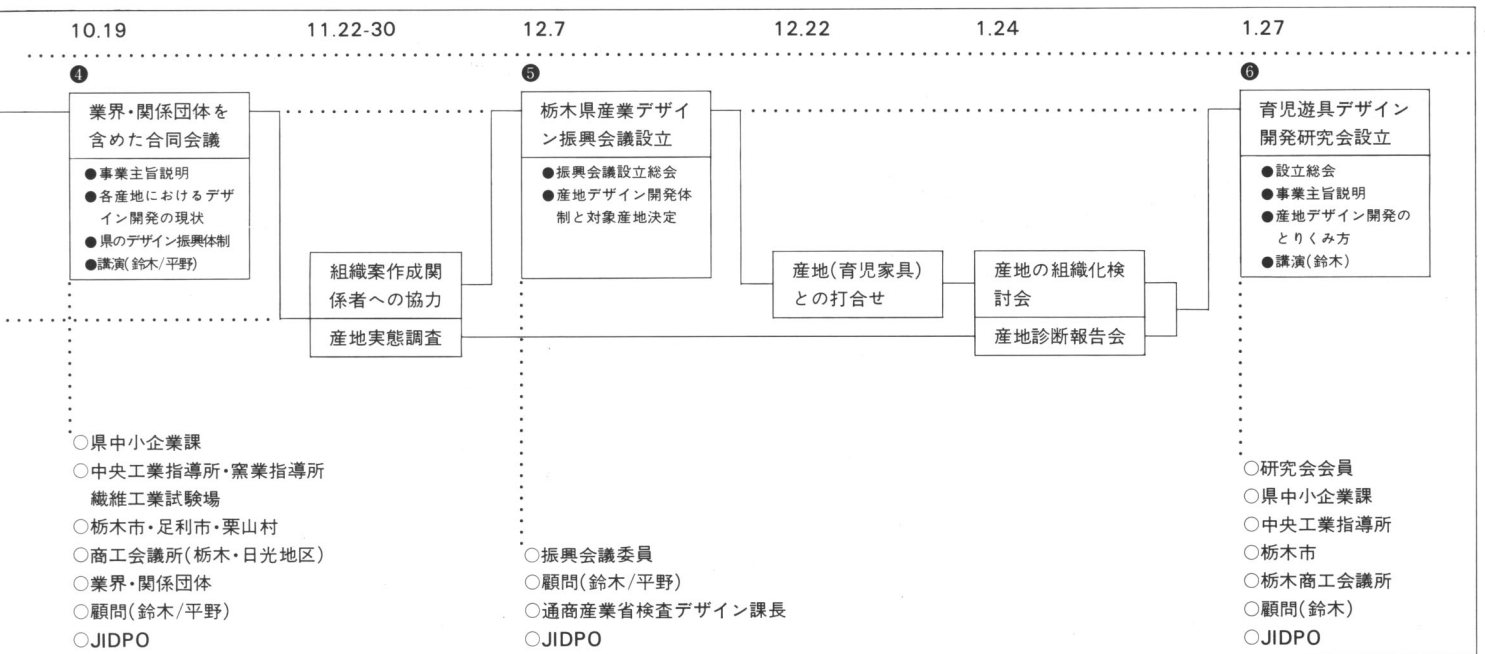 10.19
11.22-30
12.7
12.22
1.24
1.27
❹
業界・関係団体を
含めた合同会議
●事業主旨説明
●各産地におけるデザ
イン開発の現状
●県のデザイン振興体制
●講演(鈴木/平野)
組織案作成関
係者への協力
産地実態調査
❺
栃木県産業デザイ
ン振興会議設立
●振興会議設立総会
●産地デザイン開発体
制と対象産地決定
産地(育児家具)
との打合せ
産地の組織化検
討会
産地診断報告会
❻
育児遊具デザイン
開発研究会設立
●設立総会
●事業主旨説明
●産地デザイン開発の
とりくみ方
●講演(鈴木)
○県中小企業課
○中央工業指導所・窯業指導所
繊維工業試験場
○栃木市・足利市・栗山村
○商工会議所(栃木・日光地区)
○業界・関係団体
○顧問(鈴木/平野)
○JIDPO
○振興会議委員
○顧問(鈴木/平野)
○通商産業省検査デザイン課長
○JIDPO
○研究会会員
○県中小企業課
○中央工業指導所
○栃木市
○栃木商工会議所
○顧問(鈴木)
○JIDPO